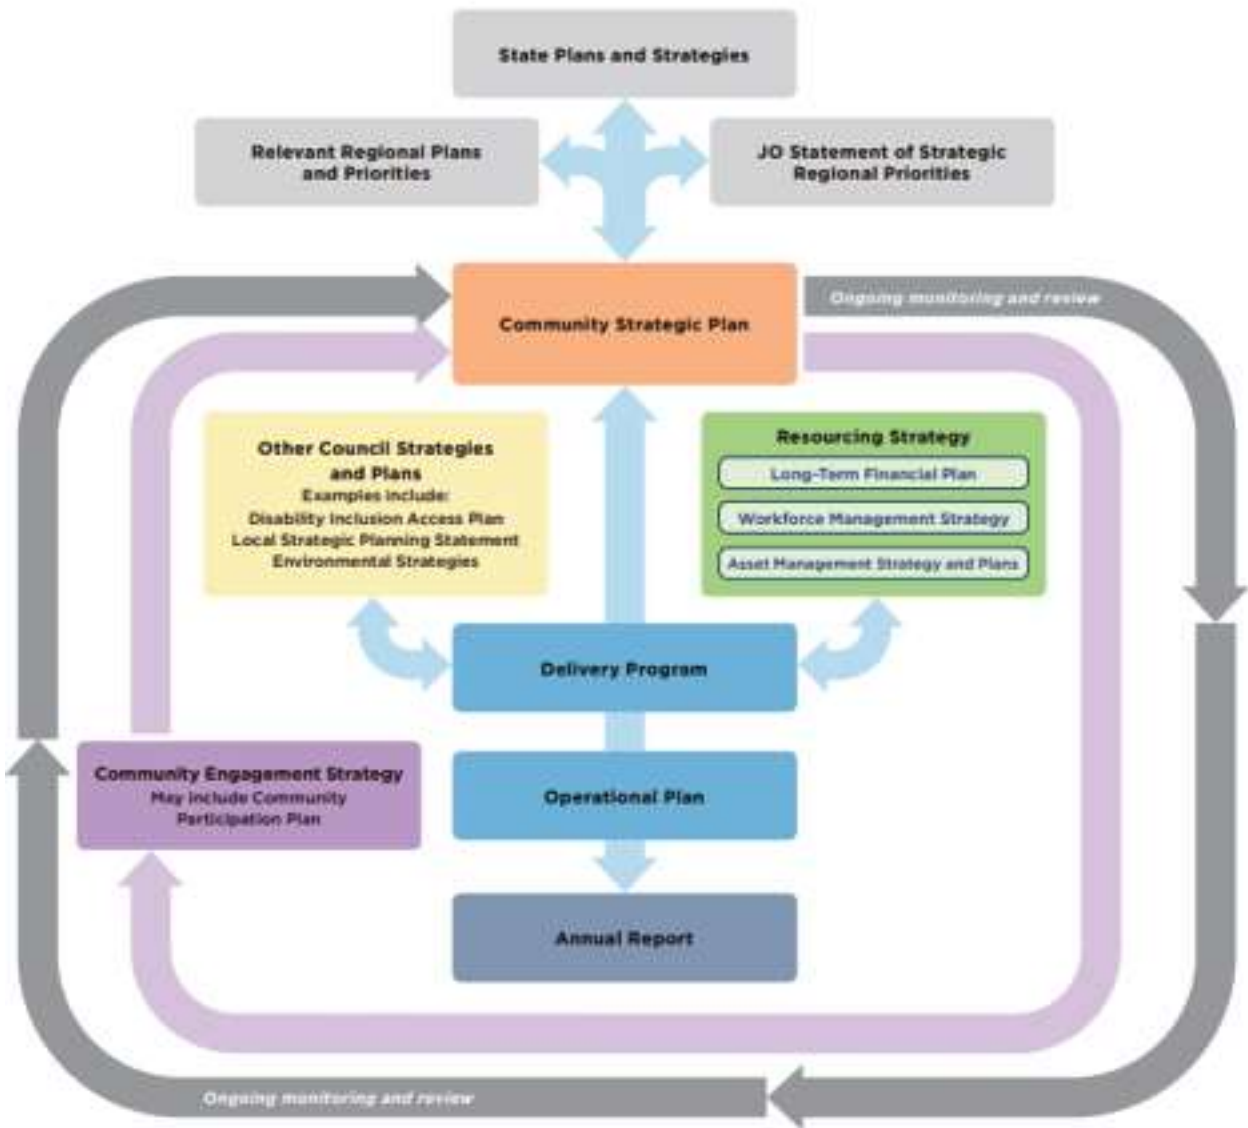 State Plans and Strategies
Relevant Regional Plans
and Priorities
JO Statement of Strategic
Regional Priorities
Community Strategic Plan
Ongoing monitoring and review
Other Council Strategies
and Plans
Examples include:
Disability Inclusion Access Plan
Local Strategic Planning Statement
Environmental Strategies
Resourcing Strategy
Long-Term Financial Plan
Workforce Management Strategy
Asset Management Strategy and Plans
Delivery Program
Community Engagement Strategy
May include Community
Participation Plan
Operational Plan
Annual Report
Ongoing monitoring and review